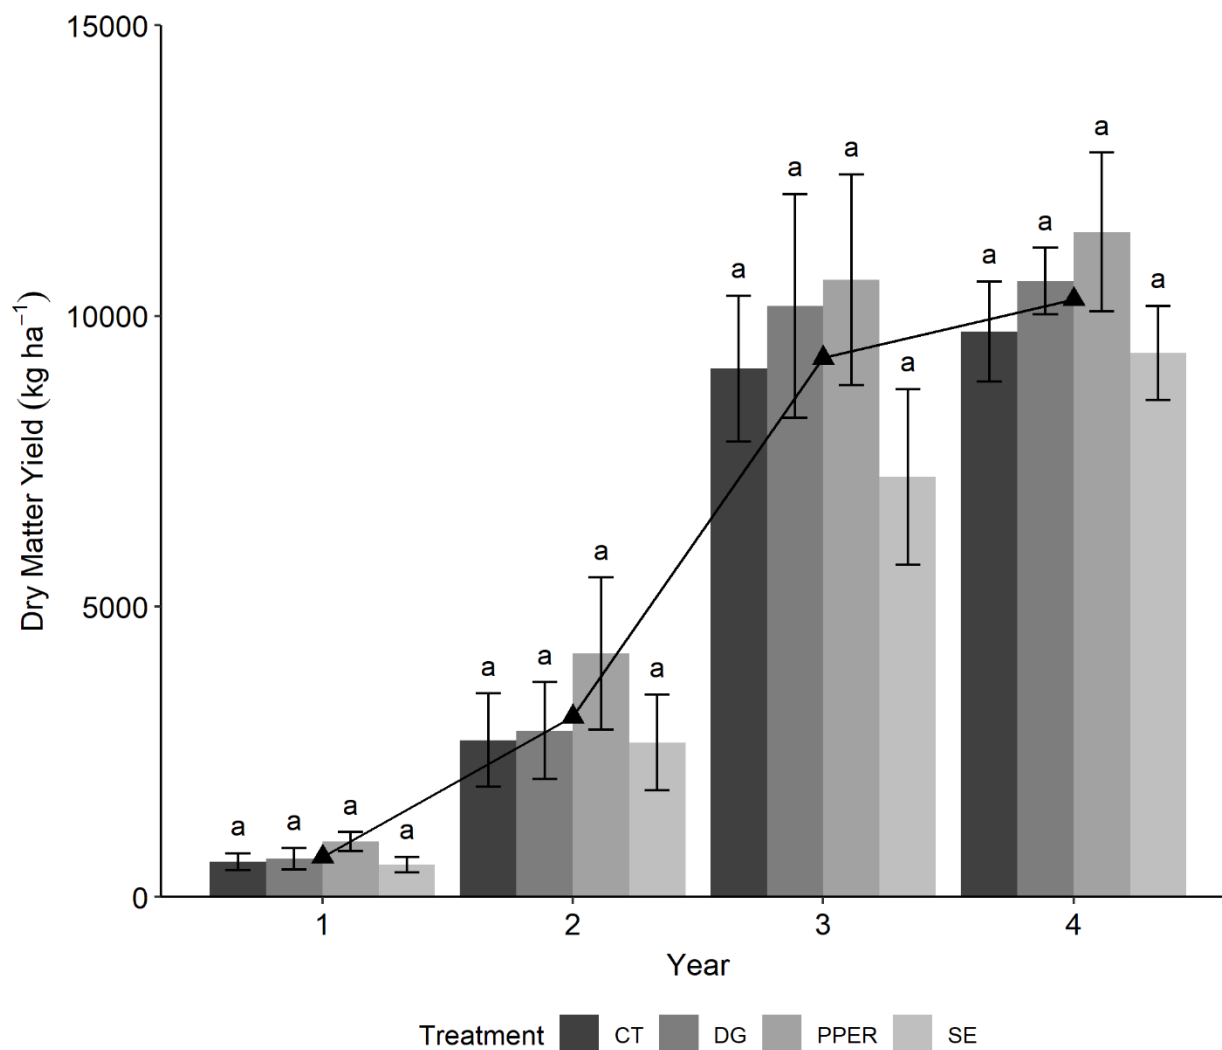 15000
a
a
a
a
a
a
a
10000
a
a
5000
a
a
a
a
a
a
a
0
Dry Matter Yield (kg ha⁻¹)
1 2 3 4
Year
Treatment CT DG PPER SE